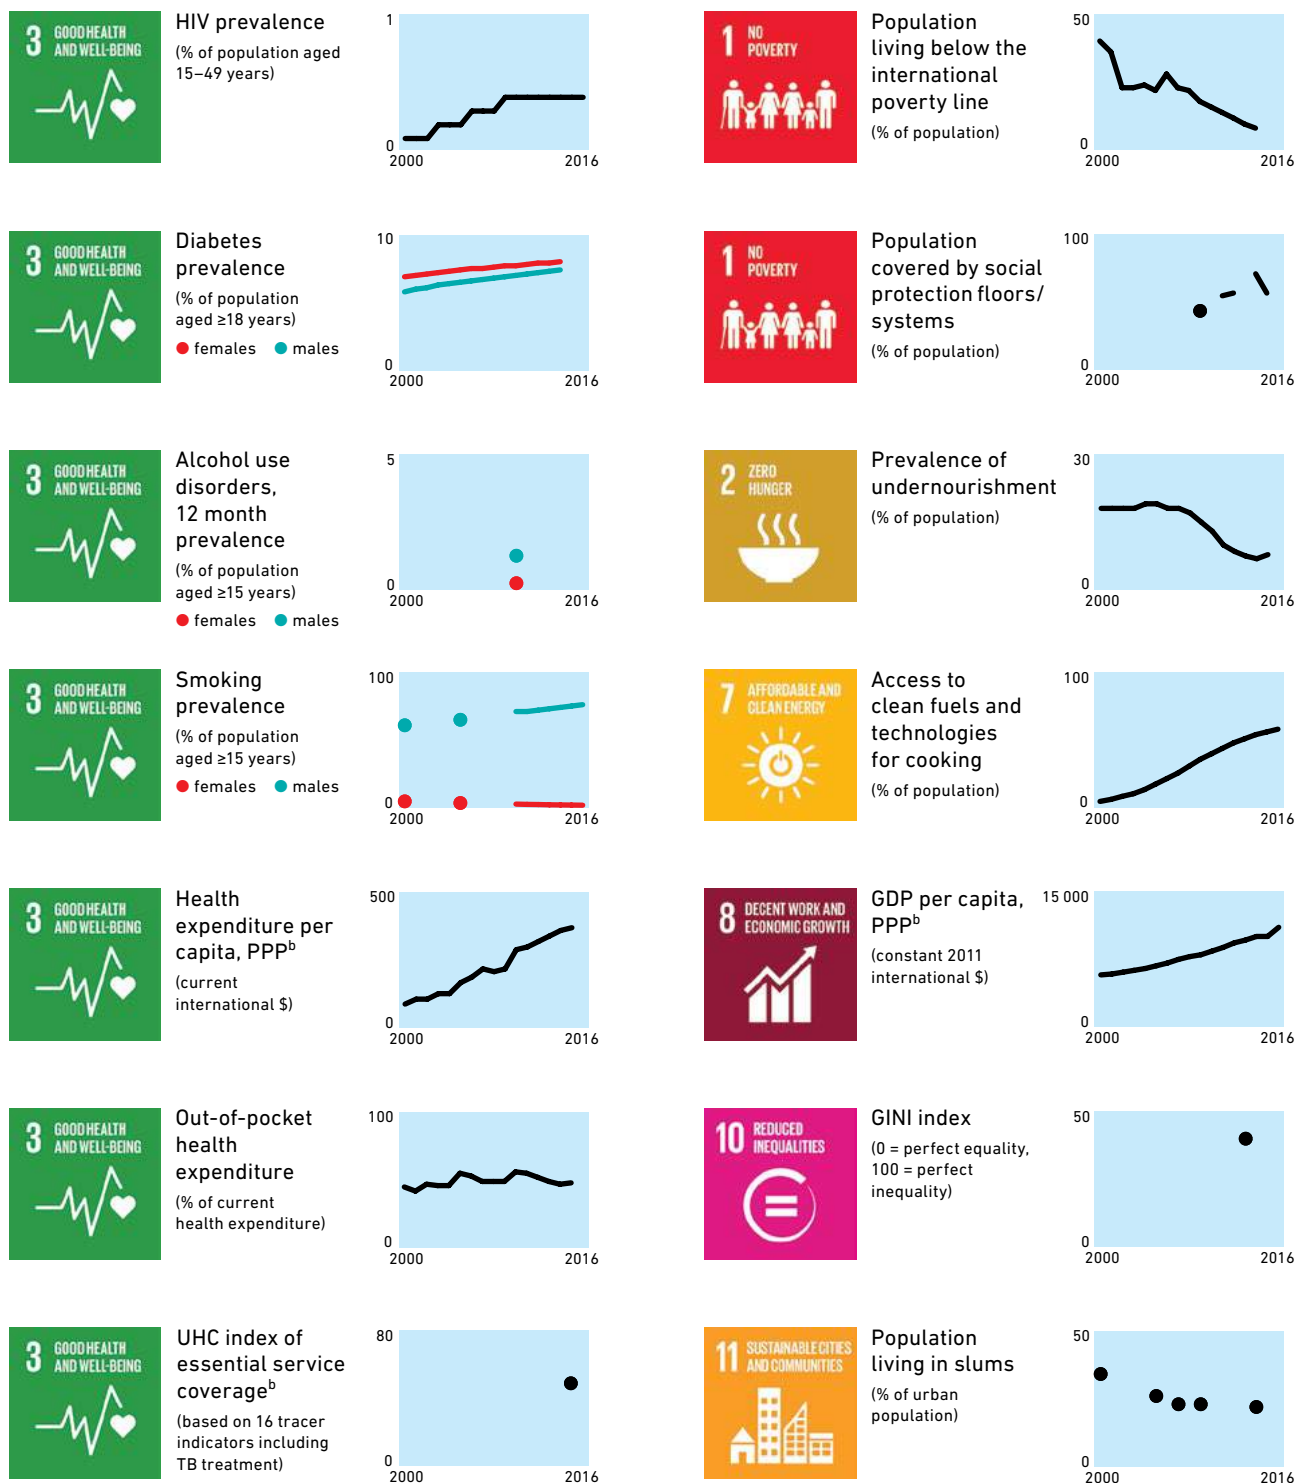 3 GOOD HEALTH
AND WELL-BEING
HIV prevalence
(% of population aged
15–49 years)
1
0
2000 2016
3 GOOD HEALTH
AND WELL-BEING
Diabetes
prevalence
(% of population
aged ≥18 years)
females males
10
0
2000 2016
3 GOOD HEALTH
AND WELL-BEING
Alcohol use
disorders,
12 month
prevalence
(% of population
aged ≥15 years)
females males
5
0
2000 2016
3 GOOD HEALTH
AND WELL-BEING
Smoking
prevalence
(% of population
aged ≥15 years)
females males
100
0
2000 2016
3 GOOD HEALTH
AND WELL-BEING
Health
expenditure per
capita, PPPb
(current
international $)
500
0
2000 2016
3 GOOD HEALTH
AND WELL-BEING
Out-of-pocket
health
expenditure
(% of current
health expenditure)
100
0
2000 2016
3 GOOD HEALTH
AND WELL-BEING
UHC index of
essential service
coverageb
(based on 16 tracer
indicators including
TB treatment)
80
0
2000 2016
1 NO
POVERTY
Population
living below the
international
poverty line
(% of population)
50
0
2000 2016
1 NO
POVERTY
Population
covered by social
protection floors/
systems
(% of population)
100
0
2000 2016
2 ZERO
HUNGER
Prevalence of
undernourishment
(% of population)
30
0
2000 2016
7 AFFORDABLE AND
CLEAN ENERGY
Access to
clean fuels and
technologies
for cooking
(% of population)
100
0
2000 2016
8 DECENT WORK AND
ECONOMIC GROWTH
GDP per capita,
PPPb
(constant 2011
international $)
15 000
0
2000 2016
10 REDUCED
INEQUALITIES
GINI index
(0 = perfect equality,
100 = perfect
inequality)
50
0
2000 2016
11 SUSTAINABLE CITIES
AND COMMUNITIES
Population
living in slums
(% of urban
population)
50
0
2000 2016